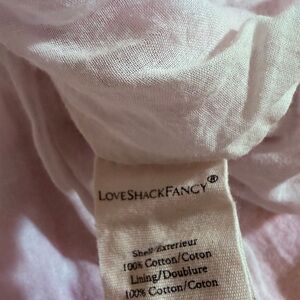 LOVESHACKFANCY®
Shell/Exterieur
100% Cotton/Coton
Lining/Doublure
100% Cotton/Coton